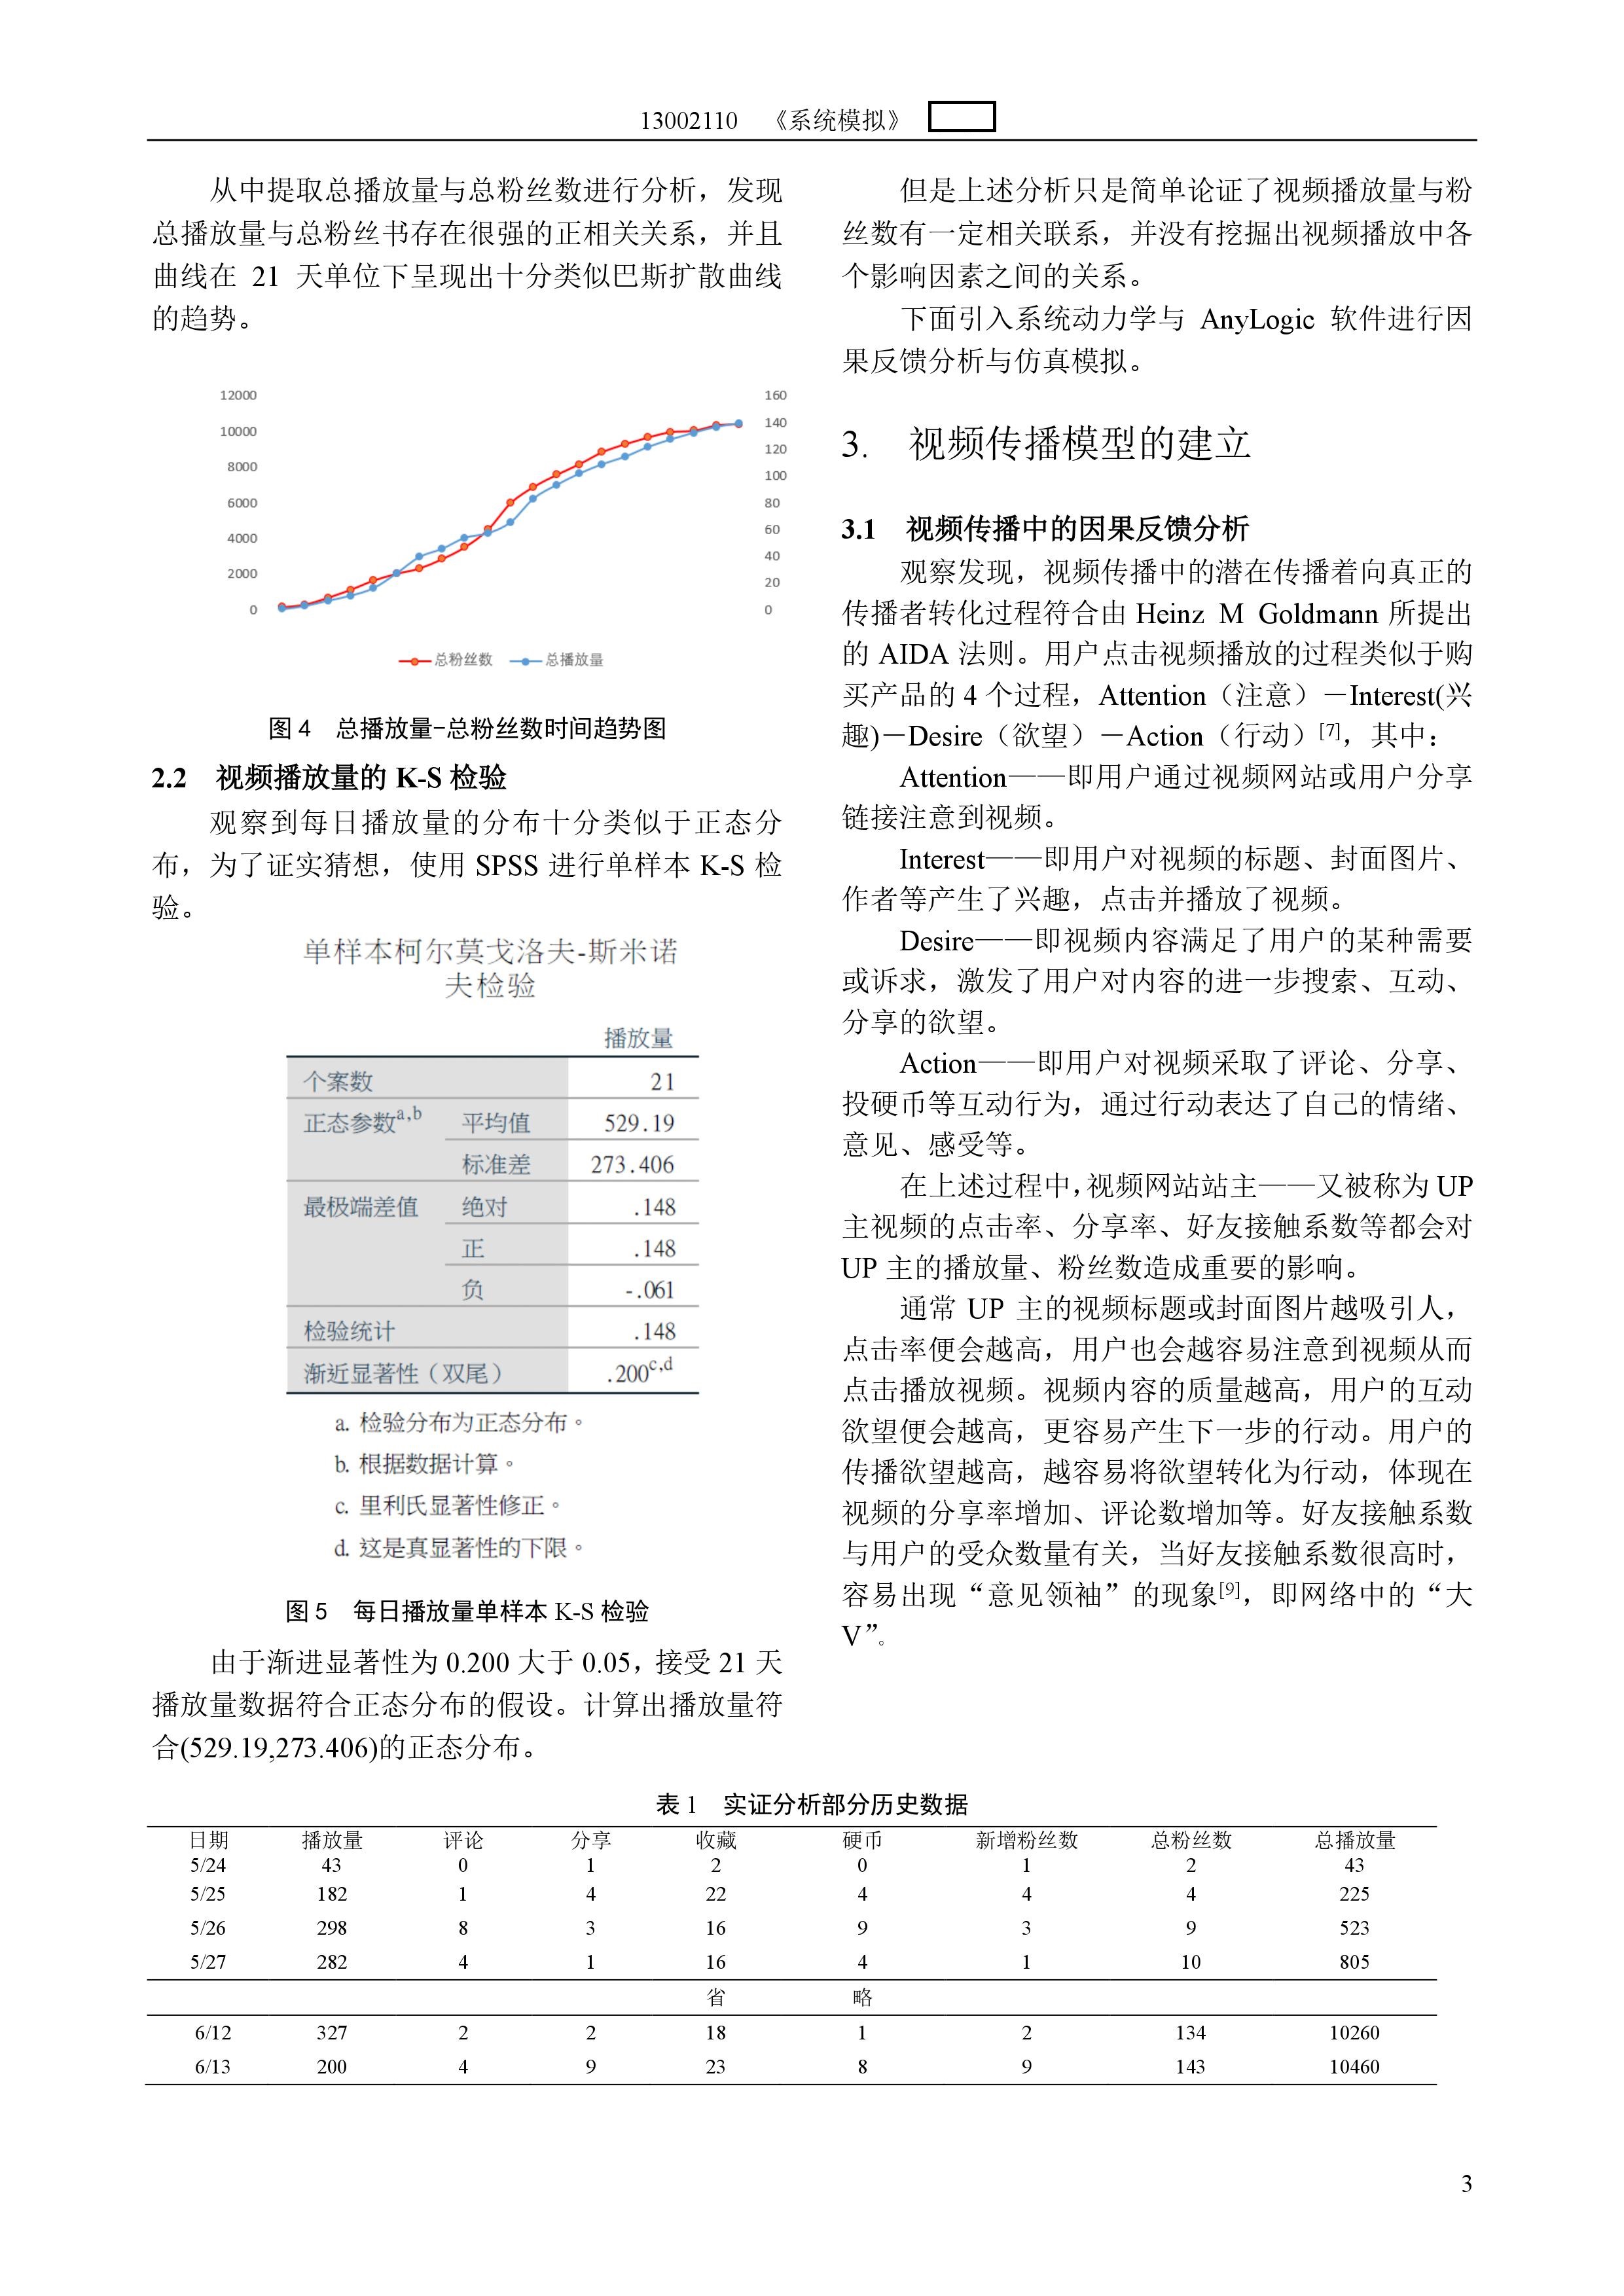 13002110 《系统模拟》
从中提取总播放量与总粉丝数进行分析，发现
总播放量与总粉丝书存在很强的正相关关系，并且
曲线在 21 天单位下呈现出十分类似巴斯扩散曲线
的趋势。
12000 160
10000 140
8000 120
6000 100
4000 80
2000 60
0 40
20
0
总粉丝数 总播放量
图 4 总播放量-总粉丝数时间趋势图
2.2 视频播放量的 K-S 检验
观察到每日播放量的分布十分类似于正态分
布，为了证实猜想，使用 SPSS 进行单样本 K-S 检
验。
单样本柯尔莫戈洛夫-斯米诺
夫检验
播放量
个案数 21
正态参数a,b 平均值 529.19
标准差 273.406
最极端差值 绝对 .148
正 .148
负 -.061
检验统计 .148
渐近显著性（双尾） .200c,d
a. 检验分布为正态分布。
b. 根据数据计算。
c. 里利氏显著性修正。
d. 这是真显著性的下限。
图 5 每日播放量单样本 K-S 检验
由于渐进显著性为 0.200 大于 0.05，接受 21 天
播放量数据符合正态分布的假设。计算出播放量符
合(529.19,273.406)的正态分布。
但是上述分析只是简单论证了视频播放量与粉
丝数有一定相关联系，并没有挖掘出视频播放中各
个影响因素之间的关系。
下面引入系统动力学与 AnyLogic 软件进行因
果反馈分析与仿真模拟。
3. 视频传播模型的建立
3.1 视频传播中的因果反馈分析
观察发现，视频传播中的潜在传播着向真正的
传播者转化过程符合由 Heinz M Goldmann 所提出
的 AIDA 法则。用户点击视频播放的过程类似于购
买产品的 4 个过程，Attention（注意）－Interest(兴
趣)－Desire（欲望）－Action（行动）[7]，其中：
Attention——即用户通过视频网站或用户分享
链接注意到视频。
Interest——即用户对视频的标题、封面图片、
作者等产生了兴趣，点击并播放了视频。
Desire——即视频内容满足了用户的某种需要
或诉求，激发了用户对内容的进一步搜索、互动、
分享的欲望。
Action——即用户对视频采取了评论、分享、
投硬币等互动行为，通过行动表达了自己的情绪、
意见、感受等。
在上述过程中，视频网站站主——又被称为 UP
主视频的点击率、分享率、好友接触系数等都会对
UP 主的播放量、粉丝数造成重要的影响。
通常 UP 主的视频标题或封面图片越吸引人，
点击率便会越高，用户也会越容易注意到视频从而
点击播放视频。视频内容的质量越高，用户的互动
欲望便会越高，更容易产生下一步的行动。用户的
传播欲望越高，越容易将欲望转化为行动，体现在
视频的分享率增加、评论数增加等。好友接触系数
与用户的受众数量有关，当好友接触系数很高时，
容易出现“意见领袖”的现象[9]，即网络中的“大
V”。
表 1 实证分析部分历史数据
日期 播放量 评论 分享 收藏 硬币 新增粉丝数 总粉丝数 总播放量
5/24 43 0 1 2 0 1 2 43
5/25 182 1 4 22 4 4 4 225
5/26 298 8 3 16 9 3 9 523
5/27 282 4 1 16 4 1 10 805
省 略
6/12 327 2 2 18 1 2 134 10260
6/13 200 4 9 23 8 9 143 10460
3